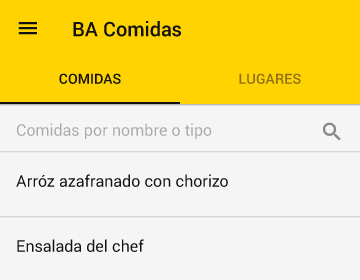 BA Comidas
COMIDAS LUGARES
Comidas por nombre o tipo
Arróz azafranado con chorizo
Ensalada del chef